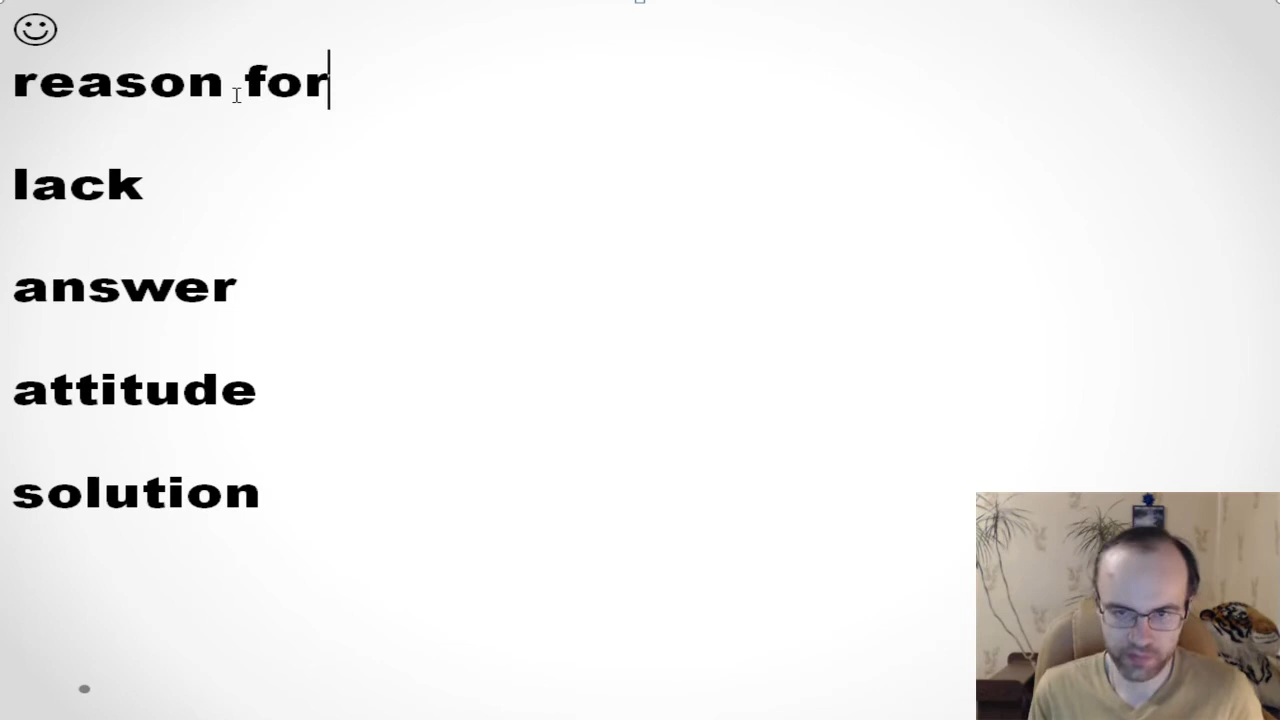 reason for
lack
answer
attitude
solution